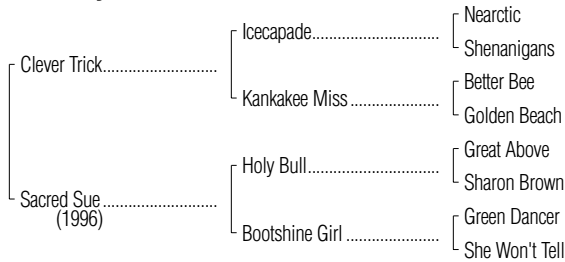 Clever Trick...........................
Icecapade..............................
Nearctic
Shenanigans
Kankakee Miss.....................
Better Bee
Golden Beach
Sacred Sue...........................
(1996)
Holy Bull...............................
Great Above
Sharon Brown
Bootshine Girl......................
Green Dancer
She Won't Tell